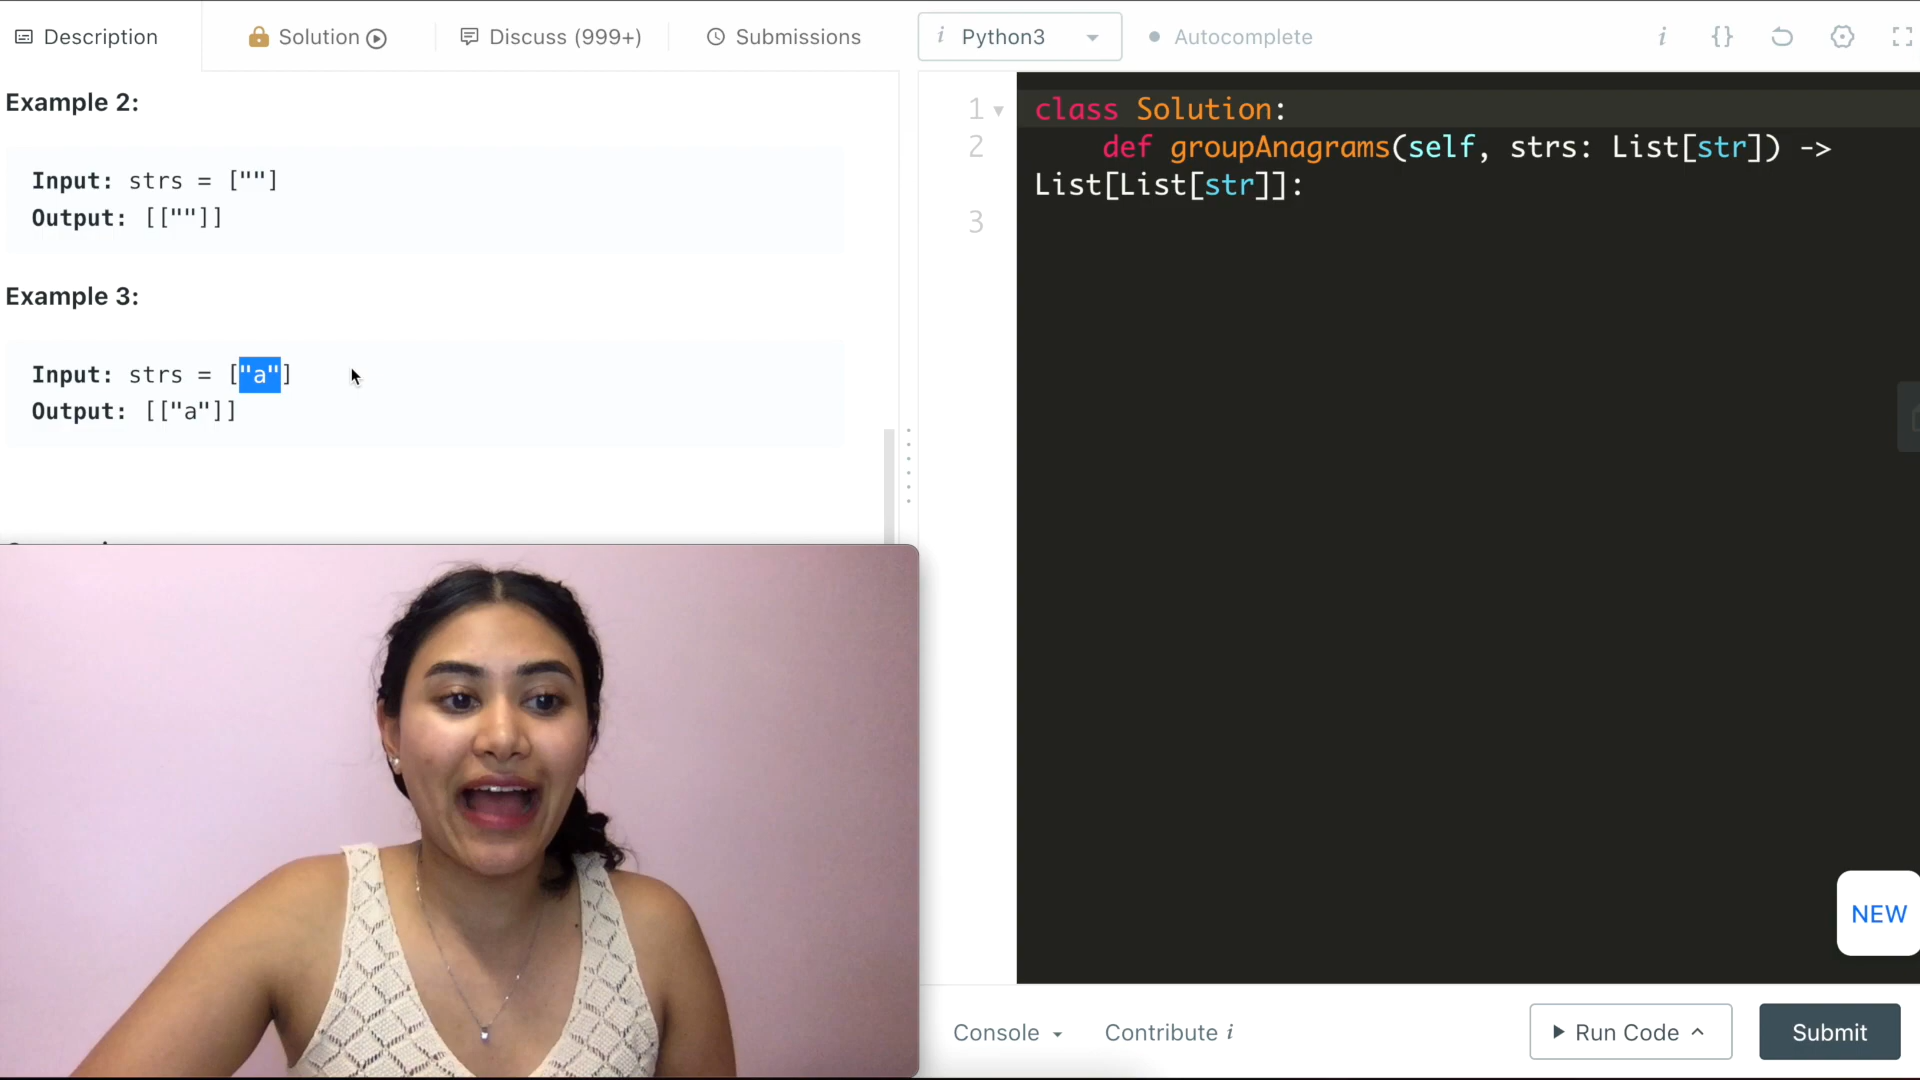 Description
Solution
Discuss (999+)
Submissions
i Python3
Autocomplete
i {}
Example 2:
Input: strs = [""]
Output: [[""]]
Example 3:
Input: strs = ["a"]
Output: [["a"]]
1 class Solution:
2 def groupAnagrams(self, strs: List[str]) ->
List[List[str]]:
3
NEW
Console
Contribute i
Run Code
Submit